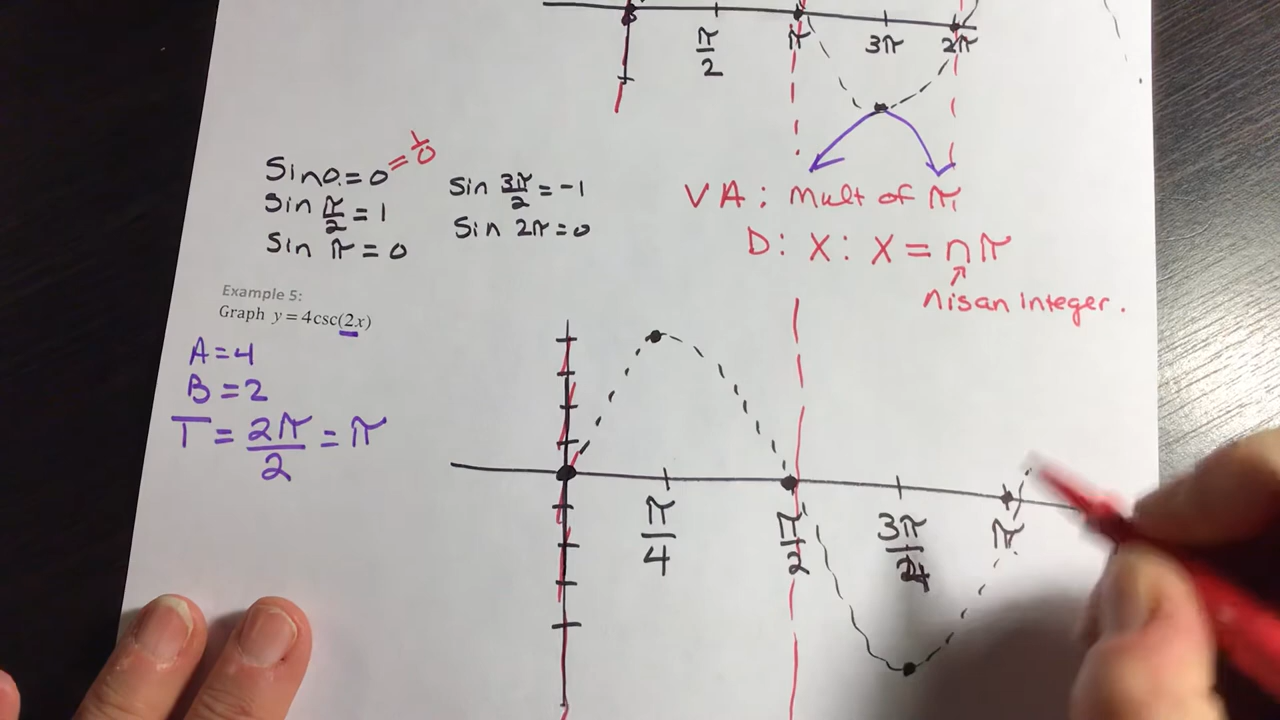 π/2 π 3π 2π
Sin 0 = 0 = 1/0
Sin π/2 = 1
Sin π = 0
Sin 3π/2 = -1
Sin 2π = 0
VA: Mult of π
D: X: X = nπ
n is an integer.
Example 5:
Graph y = 4csc(2x)
A = 4
B = 2
T = 2π/2 = π
π/4 π/2 3π/4 π